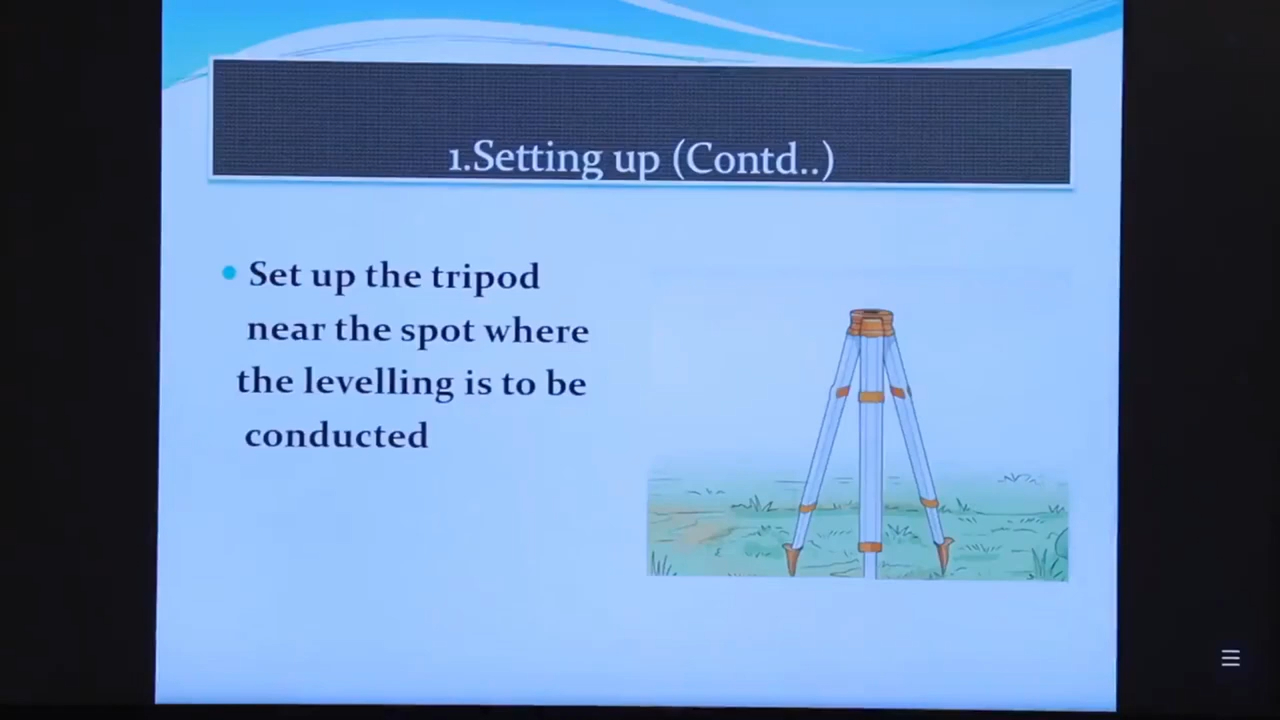 1.Setting up (Contd..)
Set up the tripod
near the spot where
the levelling is to be
conducted